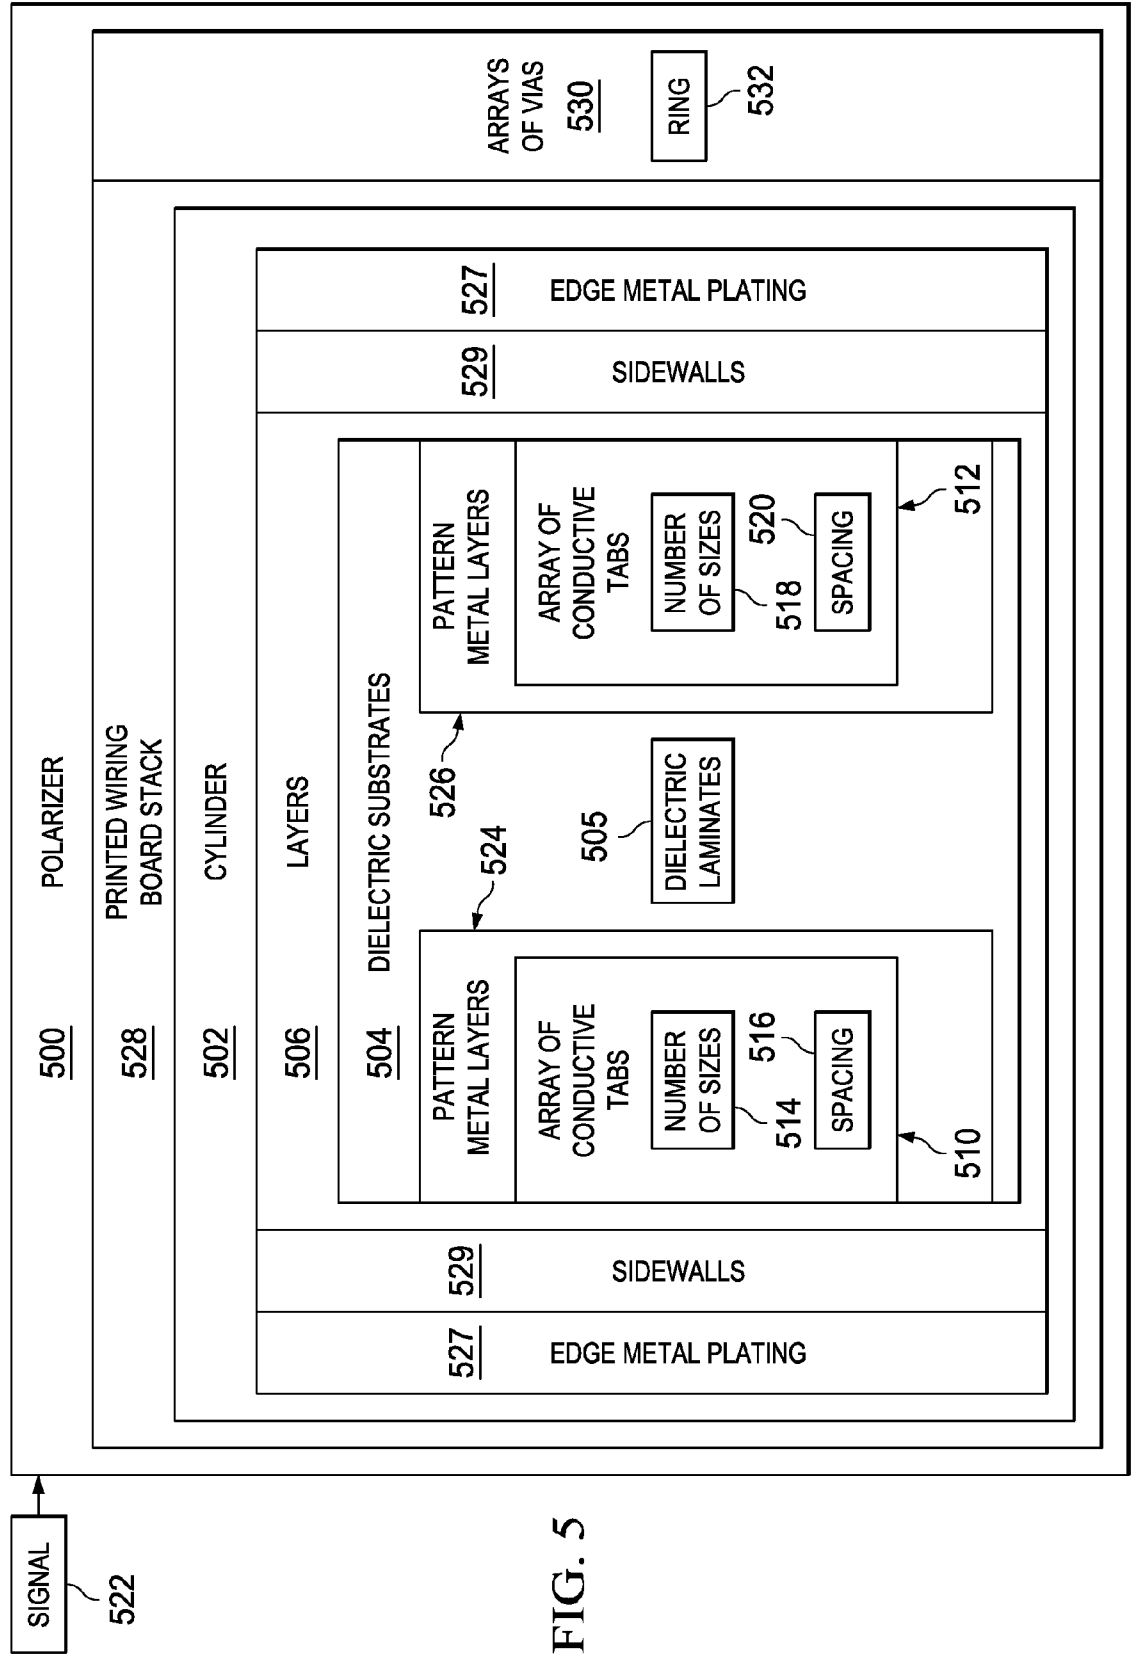 SIGNAL
522
POLARIZER
500
PRINTED WIRING
BOARD STACK
528
CYLINDER
502
LAYERS
506
DIELECTRIC SUBSTRATES
504
EDGE METAL PLATING
527
SIDEWALLS
529
PATTERN
METAL LAYERS
524
ARRAY OF
CONDUCTIVE
TABS
NUMBER
OF SIZES
514
SPACING
516
510
DIELECTRIC
LAMINATES
505
PATTERN
METAL LAYERS
526
ARRAY OF
CONDUCTIVE
TABS
NUMBER
OF SIZES
518
SPACING
520
512
SIDEWALLS
529
EDGE METAL PLATING
527
ARRAYS
OF VIAS
530
RING
532
FIG. 5